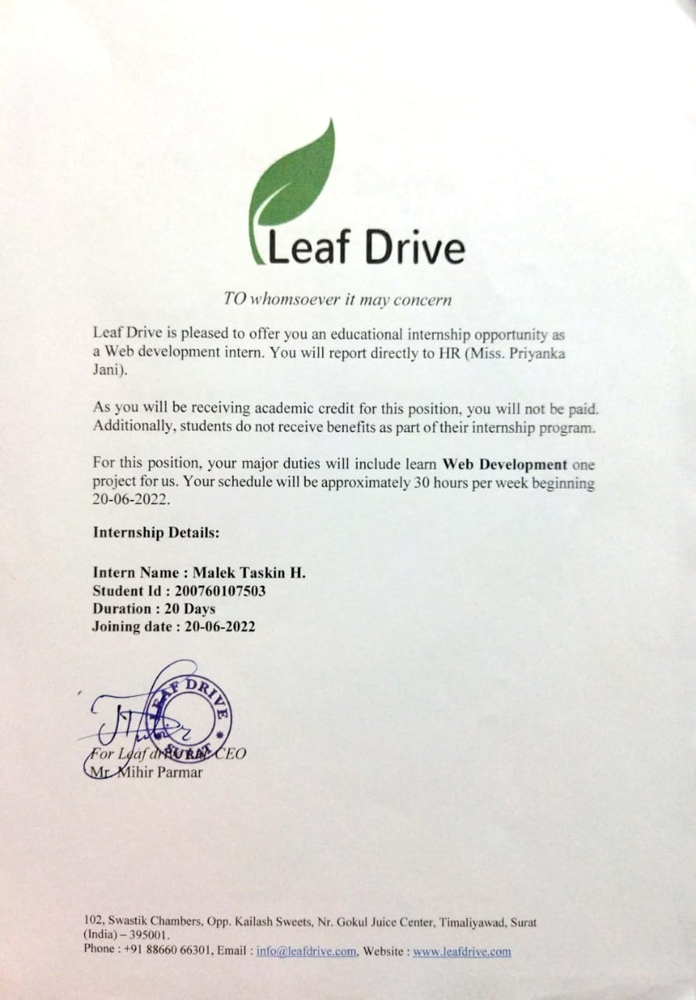 Leaf Drive
TO whomsoever it may concern
Leaf Drive is pleased to offer you an educational internship opportunity as
a Web development intern. You will report directly to HR (Miss. Priyanka
Jani).
As you will be receiving academic credit for this position, you will not be paid.
Additionally, students do not receive benefits as part of their internship program.
For this position, your major duties will include learn Web Development one
project for us. Your schedule will be approximately 30 hours per week beginning
20-06-2022.
Internship Details:
Intern Name : Malek Taskin H.
Student Id : 200760107503
Duration : 20 Days
Joining date : 20-06-2022
LEAF DRIVE
SURAT
For Leaf CEO
Mr. Mihir Parmar
102, Swastik Chambers, Opp. Kailash Sweets, Nr. Gokul Juice Center, Timaliyawad, Surat
(India) – 395001.
Phone : +91 88660 66301, Email : info@leafdrive.com, Website : www.leafdrive.com